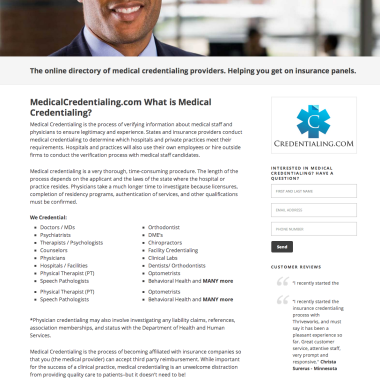 The online directory of medical credentialing providers. Helping you get on insurance panels.
MedicalCredentialing.com What is Medical
Credentialing?
Medical Credentialing is the process of verifying information about medical staff and
physicians to ensure legitimacy and experience. States and insurance providers conduct
medical credentialing to determine which hospitals and private practices meet their
requirements. Hospitals and practices will also use their own employees or hire outside
firms to conduct the verification process with medical staff candidates.
Medical credentialing is a very thorough, time-consuming procedure. The length of the
process depends on the applicant and the laws of the state where the hospital or
practice resides. Physicians take a much longer time to investigate because licensures,
completion of residency programs, authentication of services, and other qualifications
must be confirmed.
We Credential:
Doctors / MDs
Psychiatrists
Therapists / Psychologists
Counselors
Physicians
Hospitals / Facilities
Physical Therapist (PT)
Speech Pathologists
Physical Therapist (PT)
Speech Pathologists
Orthodontist
DME's
Chiropractors
Facility Credentialing
Clinical Labs
Dentists/ Orthodontists
Optometrists
Behavioral Health and MANY more
Optometrists
Behavioral Health and MANY more
*Physician credentialing may also involve investigating any liability claims, references,
association memberships, and status with the Department of Health and Human
Services.
Medical Credentialing is the process of becoming affiliated with insurance companies so
that you (the medical provider) can accept third party reimbursement. While important
for the success of a clinical practice, medical credentialing is an unwelcome distraction
from providing quality care to patients–but it doesn't need to be!
C
CREDENTIALING.COM
INTERESTED IN MEDICAL
CREDENTIALING? HAVE A
QUESTION?
FIRST AND LAST NAME
EMAIL ADDRESS
PHONE NUMBER
Send
CUSTOMER REVIEWS
"I recently started the
"I recently started the
insurance credentialing
process with
Thriveworks, and must
say it has been a
pleasant experience so
far. Great customer
service, attentive staff,
very prompt and
responsive." Christa
Surerus - Minnesota